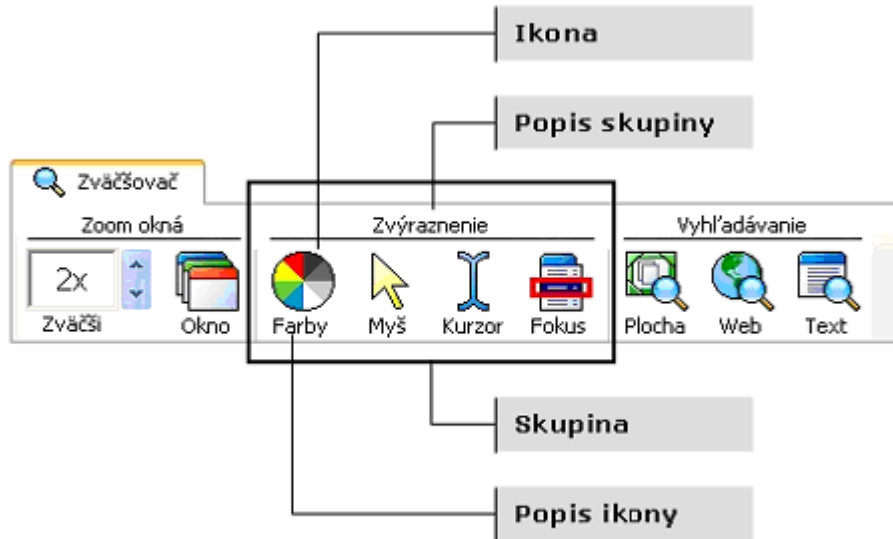 Ikona
Popis skupiny
Zväčšovač
Zoom okná
Zvýraznenie
Vyhľadávanie
2x
Zväčši
Okno
Farby
Myš
Kurzor
Fokus
Plocha
Web
Text
Skupina
Popis ikony